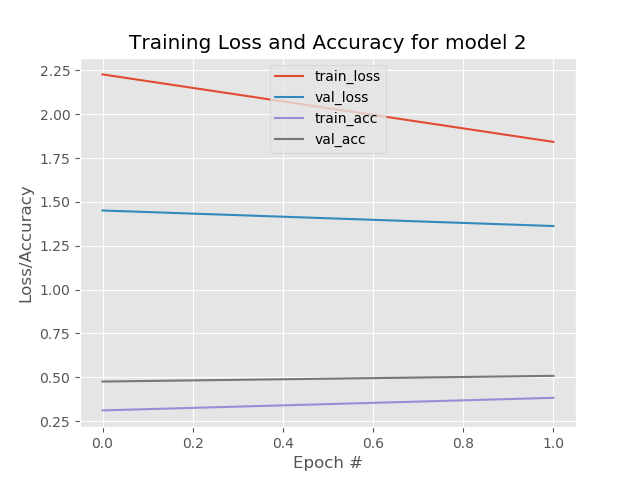 Training Loss and Accuracy for model 2
train_loss
val_loss
train_acc
val_acc
Loss/Accuracy
2.25
2.00
1.75
1.50
1.25
1.00
0.75
0.50
0.25
0.0
0.2
0.4
0.6
0.8
1.0
Epoch #